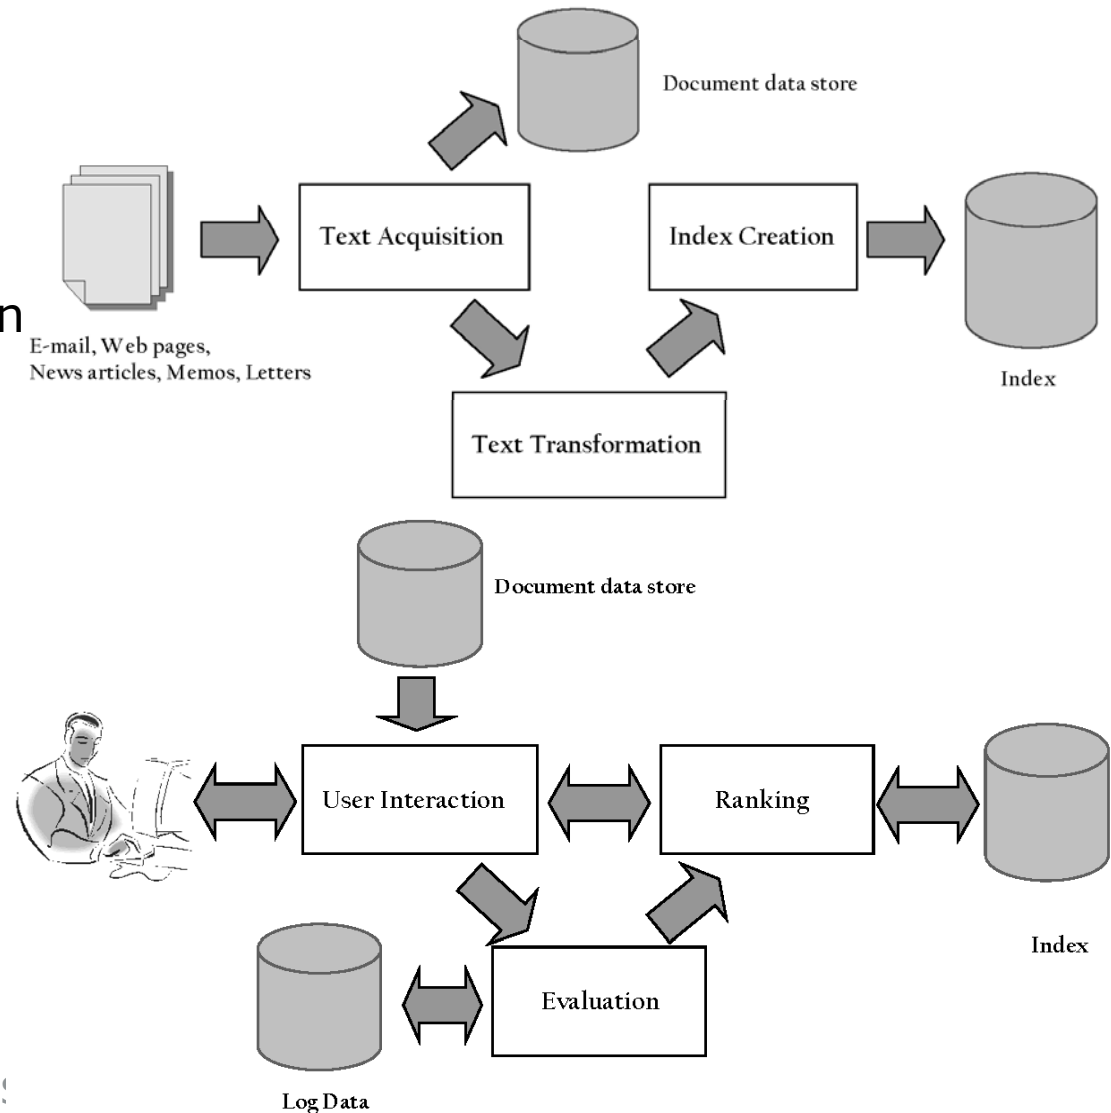 Document data store
Text Acquisition
Index Creation
n
E-mail, Web pages,
News articles, Memos, Letters
Index
Text Transformation
Document data store
User Interaction
Ranking
Index
Evaluation
Log Data